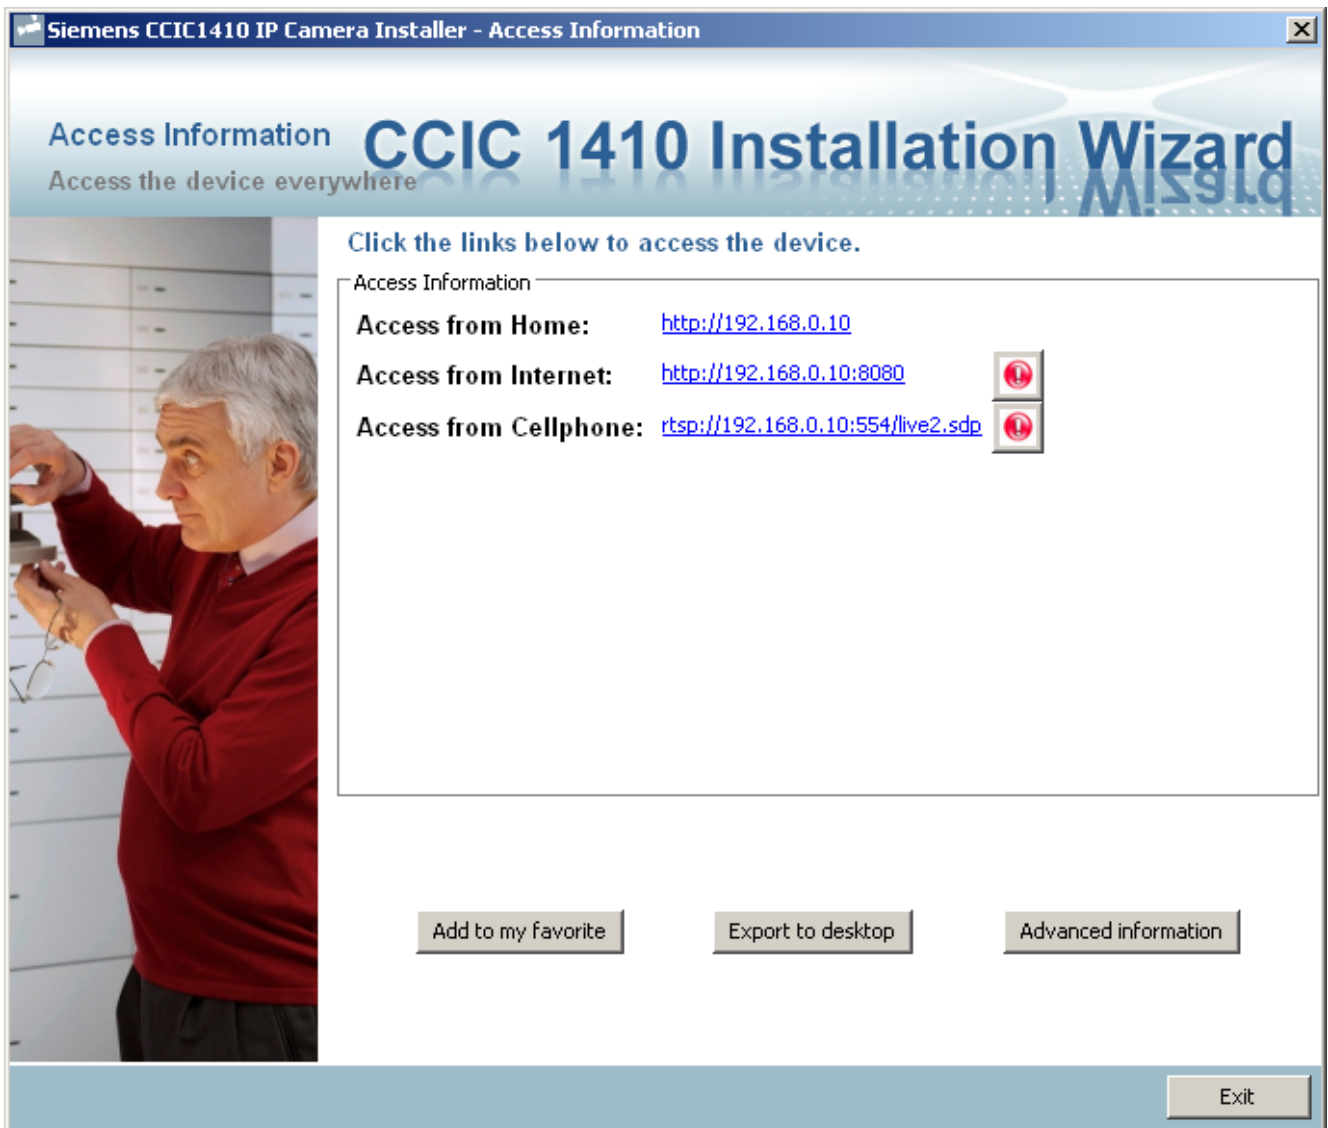 Siemens CCIC1410 IP Camera Installer - Access Information
Access Information
CCIC 1410 Installation Wizard
Access the device everywhere
Click the links below to access the device.
Access Information
Access from Home: http://192.168.0.10
Access from Internet: http://192.168.0.10:8080
Access from Cellphone: rtsp://192.168.0.10:554/live2.sdp
Add to my favorite
Export to desktop
Advanced information
Exit